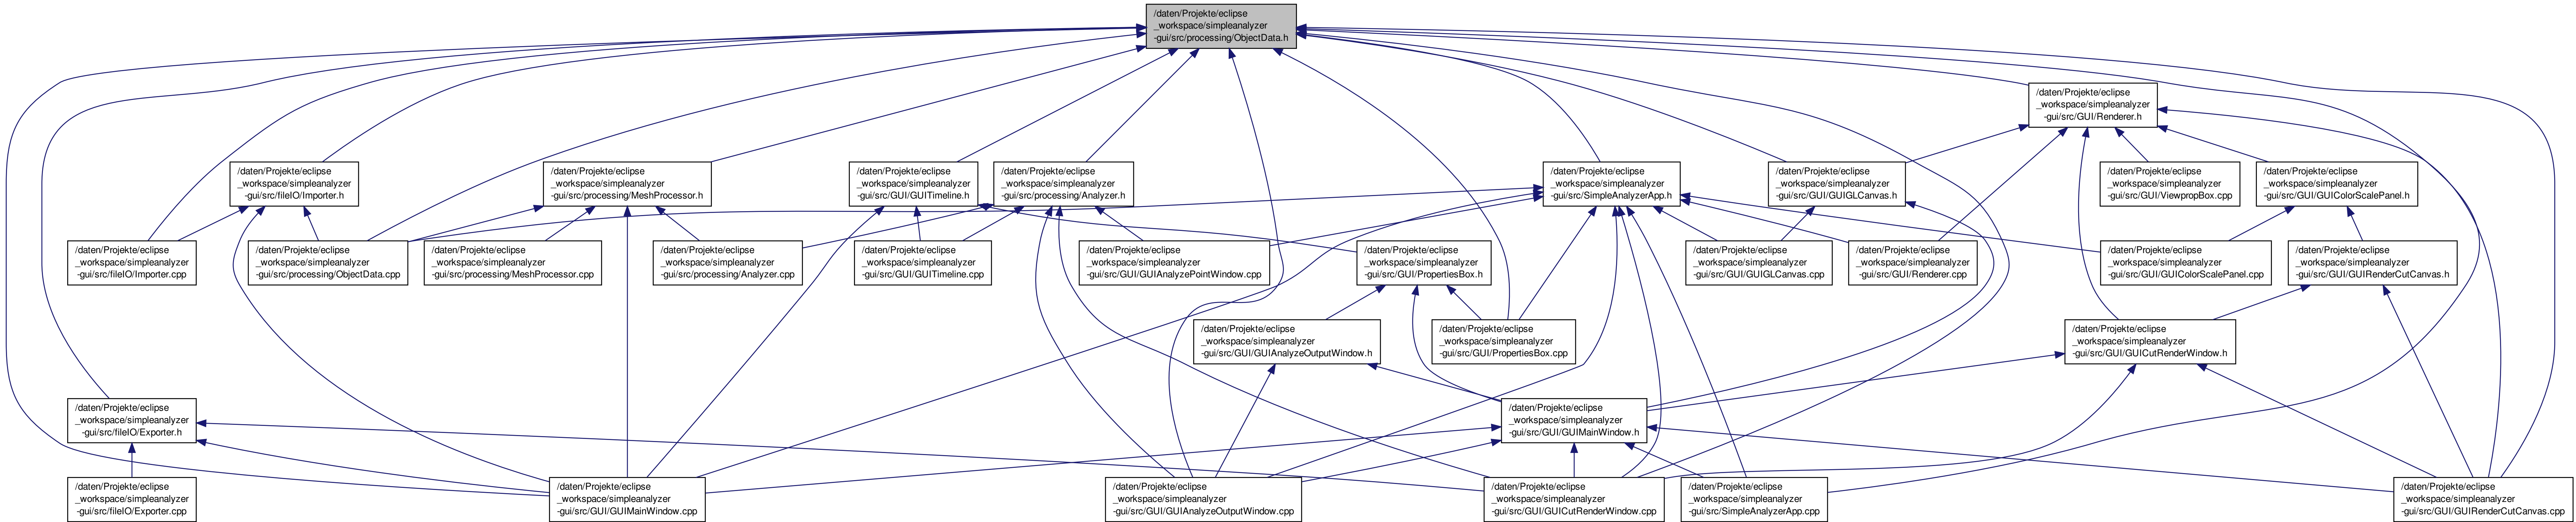 /daten/Projekte/eclipse
_workspace/simpleanalyzer
-gui/src/processing/ObjectData.h
/daten/Projekte/eclipse
_workspace/simpleanalyzer
-gui/src/GUI/Renderer.h
/daten/Projekte/eclipse
_workspace/simpleanalyzer
-gui/src/fileIO/Importer.h
/daten/Projekte/eclipse
_workspace/simpleanalyzer
-gui/src/processing/MeshProcessor.h
/daten/Projekte/eclipse
_workspace/simpleanalyzer
-gui/src/GUI/GUITimeline.h
/daten/Projekte/eclipse
_workspace/simpleanalyzer
-gui/src/processing/Analyzer.h
/daten/Projekte/eclipse
_workspace/simpleanalyzer
-gui/src/SimpleAnalyzerApp.h
/daten/Projekte/eclipse
_workspace/simpleanalyzer
-gui/src/GUI/GUIGLCanvas.h
/daten/Projekte/eclipse
_workspace/simpleanalyzer
-gui/src/GUI/ViewpropBox.cpp
/daten/Projekte/eclipse
_workspace/simpleanalyzer
-gui/src/GUI/GUIColorScalePanel.h
/daten/Projekte/eclipse
_workspace/simpleanalyzer
-gui/src/fileIO/Importer.cpp
/daten/Projekte/eclipse
_workspace/simpleanalyzer
-gui/src/processing/ObjectData.cpp
/daten/Projekte/eclipse
_workspace/simpleanalyzer
-gui/src/processing/MeshProcessor.cpp
/daten/Projekte/eclipse
_workspace/simpleanalyzer
-gui/src/processing/Analyzer.cpp
/daten/Projekte/eclipse
_workspace/simpleanalyzer
-gui/src/GUI/GUITimeline.cpp
/daten/Projekte/eclipse
_workspace/simpleanalyzer
-gui/src/GUI/GUIAnalyzePointWindow.cpp
/daten/Projekte/eclipse
_workspace/simpleanalyzer
-gui/src/GUI/PropertiesBox.h
/daten/Projekte/eclipse
_workspace/simpleanalyzer
-gui/src/GUI/GUIGLCanvas.cpp
/daten/Projekte/eclipse
_workspace/simpleanalyzer
-gui/src/GUI/Renderer.cpp
/daten/Projekte/eclipse
_workspace/simpleanalyzer
-gui/src/GUI/GUIColorScalePanel.cpp
/daten/Projekte/eclipse
_workspace/simpleanalyzer
-gui/src/GUI/GUIRenderCutCanvas.h
/daten/Projekte/eclipse
_workspace/simpleanalyzer
-gui/src/GUI/GUIAnalyzeOutputWindow.h
/daten/Projekte/eclipse
_workspace/simpleanalyzer
-gui/src/GUI/PropertiesBox.cpp
/daten/Projekte/eclipse
_workspace/simpleanalyzer
-gui/src/GUI/GUICutRenderWindow.h
/daten/Projekte/eclipse
_workspace/simpleanalyzer
-gui/src/fileIO/Exporter.h
/daten/Projekte/eclipse
_workspace/simpleanalyzer
-gui/src/GUI/GUIMainWindow.h
/daten/Projekte/eclipse
_workspace/simpleanalyzer
-gui/src/fileIO/Exporter.cpp
/daten/Projekte/eclipse
_workspace/simpleanalyzer
-gui/src/GUI/GUIMainWindow.cpp
/daten/Projekte/eclipse
_workspace/simpleanalyzer
-gui/src/GUI/GUIAnalyzeOutputWindow.cpp
/daten/Projekte/eclipse
_workspace/simpleanalyzer
-gui/src/GUI/GUICutRenderWindow.cpp
/daten/Projekte/eclipse
_workspace/simpleanalyzer
-gui/src/SimpleAnalyzerApp.cpp
/daten/Projekte/eclipse
_workspace/simpleanalyzer
-gui/src/GUI/GUIRenderCutCanvas.cpp